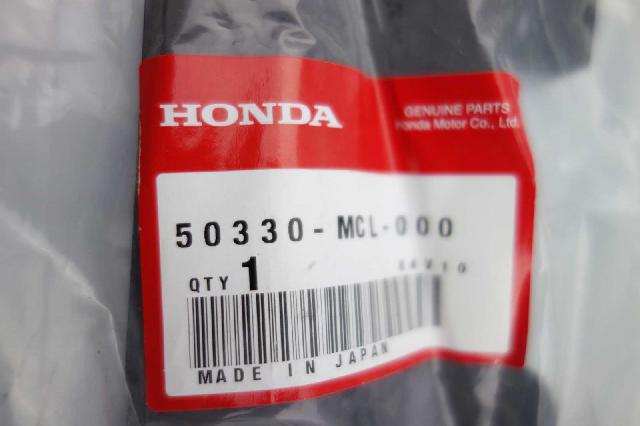 HONDA
GENUINE PARTS
Honda Motor Co., Ltd.
50330-MCL-000
QTY 1
MADE IN JAPAN